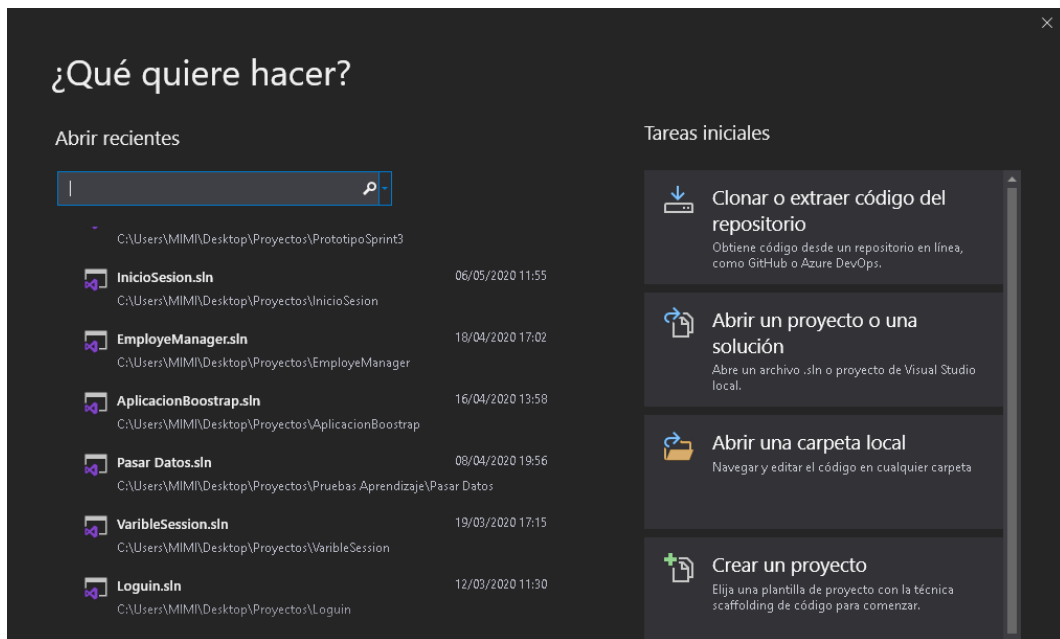 ¿Qué quiere hacer?
Abrir recientes
C:\Users\MIMI\Desktop\Proyectos\PrototipoSprint3
InicioSesion.sln 06/05/2020 11:55
C:\Users\MIMI\Desktop\Proyectos\InicioSesion
EmployeManager.sln 18/04/2020 17:02
C:\Users\MIMI\Desktop\Proyectos\EmployeManager
AplicacionBoostrap.sln 16/04/2020 13:58
C:\Users\MIMI\Desktop\Proyectos\AplicacionBoostrap
Pasar Datos.sln 08/04/2020 19:56
C:\Users\MIMI\Desktop\Proyectos\Pruebas Aprendizaje\Pasar Datos
VaribleSession.sln 19/03/2020 17:15
C:\Users\MIMI\Desktop\Proyectos\VaribleSession
Loguin.sln 12/03/2020 11:30
C:\Users\MIMI\Desktop\Proyectos\Loguin
Tareas iniciales
Clonar o extraer código del
repositorio
Obtiene código desde un repositorio en línea,
como GitHub o Azure DevOps.
Abrir un proyecto o una
solución
Abre un archivo .sln o proyecto de Visual Studio
local.
Abrir una carpeta local
Navegar y editar el código en cualquier carpeta
Crear un proyecto
Elija una plantilla de proyecto con la técnica
scaffolding de código para comenzar.